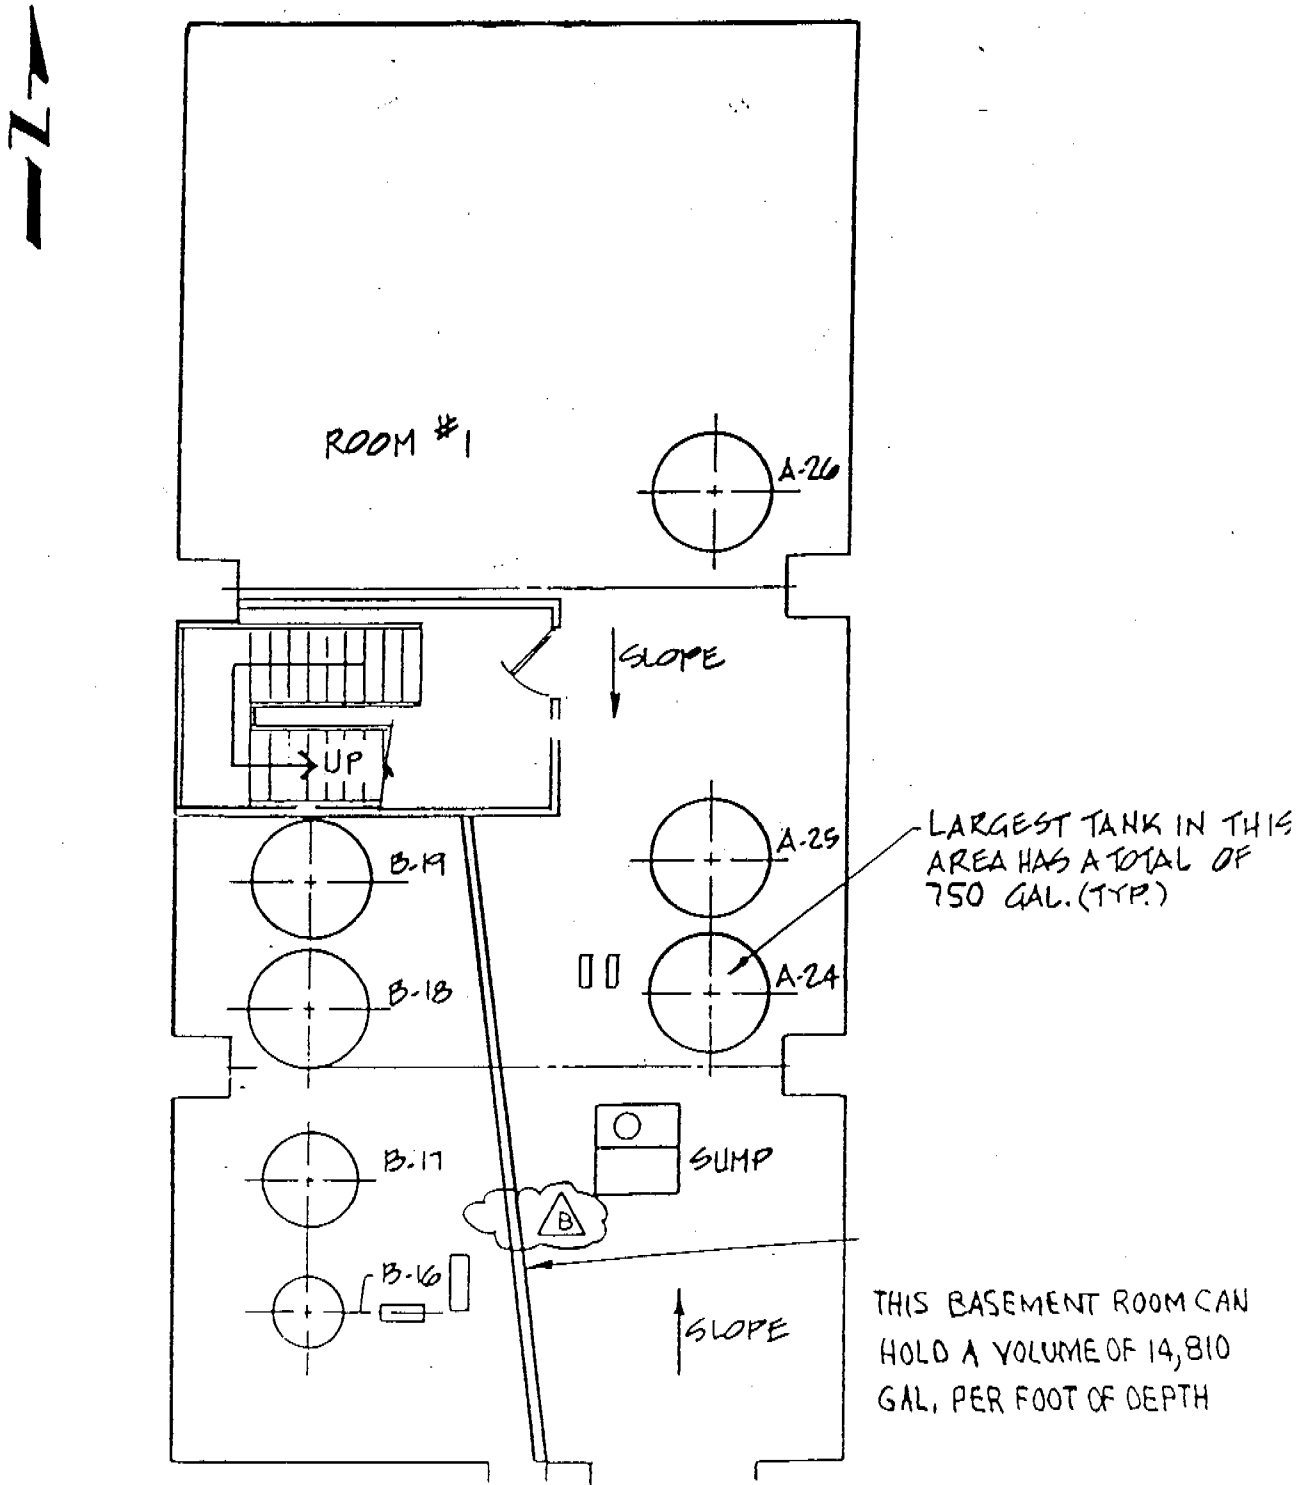 N
ROOM #1
A-26
SLOPE
UP
B-19
A-25
LARGEST TANK IN THIS
AREA HAS A TOTAL OF
750 GAL. (TYP.)
B-18
A-24
B-17
SUMP
B
B-16
SLOPE
THIS BASEMENT ROOM CAN
HOLD A VOLUME OF 14,810
GAL. PER FOOT OF DEPTH